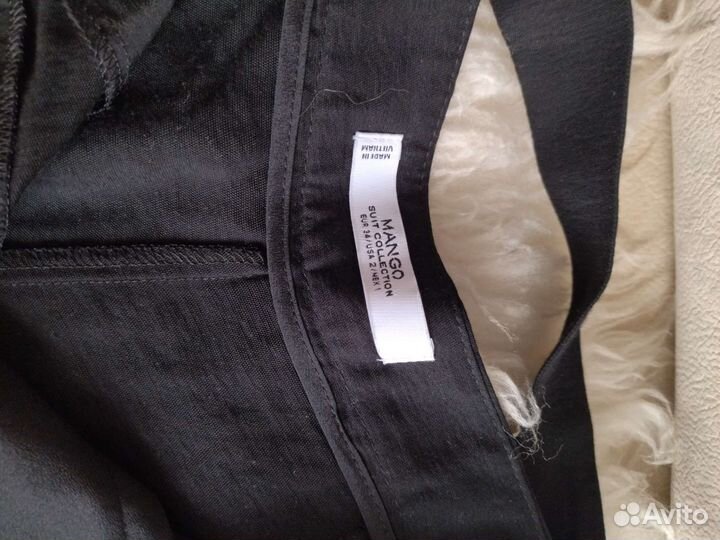 MADE IN
VIETNAM
MANGO
SUIT COLLECTION
EUR 34/USA 2/MEX 1
Avito